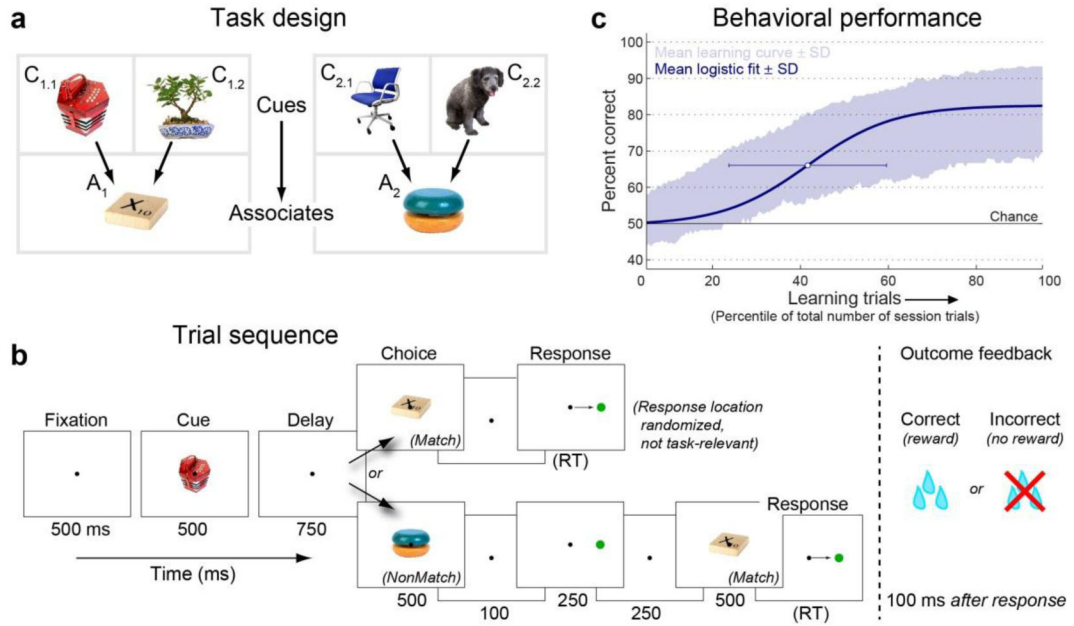 a
Task design
C1.1
C1.2
Cues
C2.1
C2.2
A1
A2
Associates
X10
c
Behavioral performance
Mean learning curve ± SD
Mean logistic fit ± SD
Percent correct
100
90
80
70
60
50
40
Chance
0
20
40
60
80
100
Learning trials
(Percentile of total number of session trials)
b
Trial sequence
Fixation
Cue
Delay
Choice
Response
500 ms
500
750
Time (ms)
or
X10
(Match)
(Response location
randomized,
not task-relevant)
(RT)
(NonMatch)
500
100
250
250
500
X10
(Match)
Response
(RT)
Outcome feedback
Correct
(reward)
or
Incorrect
(no reward)
100 ms after response